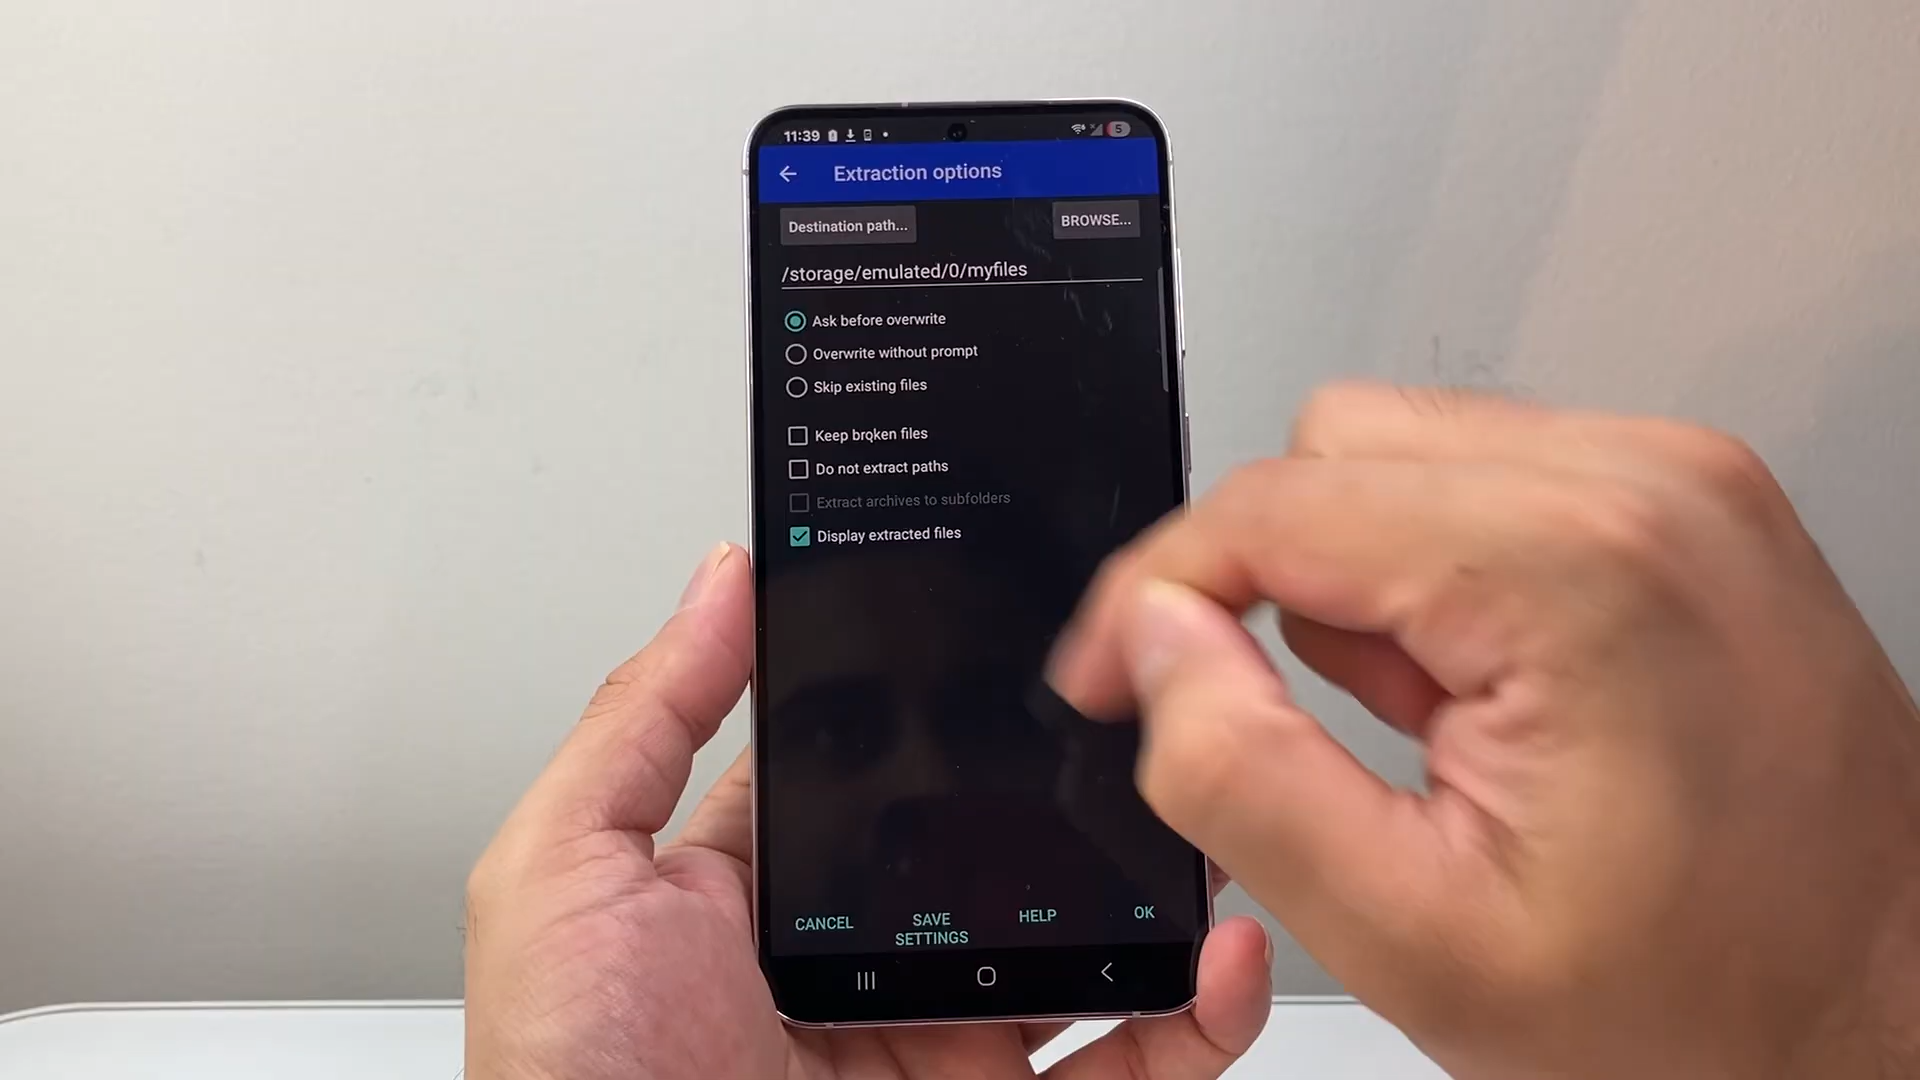 11:39
5
Extraction options
Destination path...
BROWSE...
/storage/emulated/0/myfiles
Ask before overwrite
Overwrite without prompt
Skip existing files
Keep broken files
Do not extract paths
Extract archives to subfolders
Display extracted files
CANCEL
SAVE
SETTINGS
HELP
OK